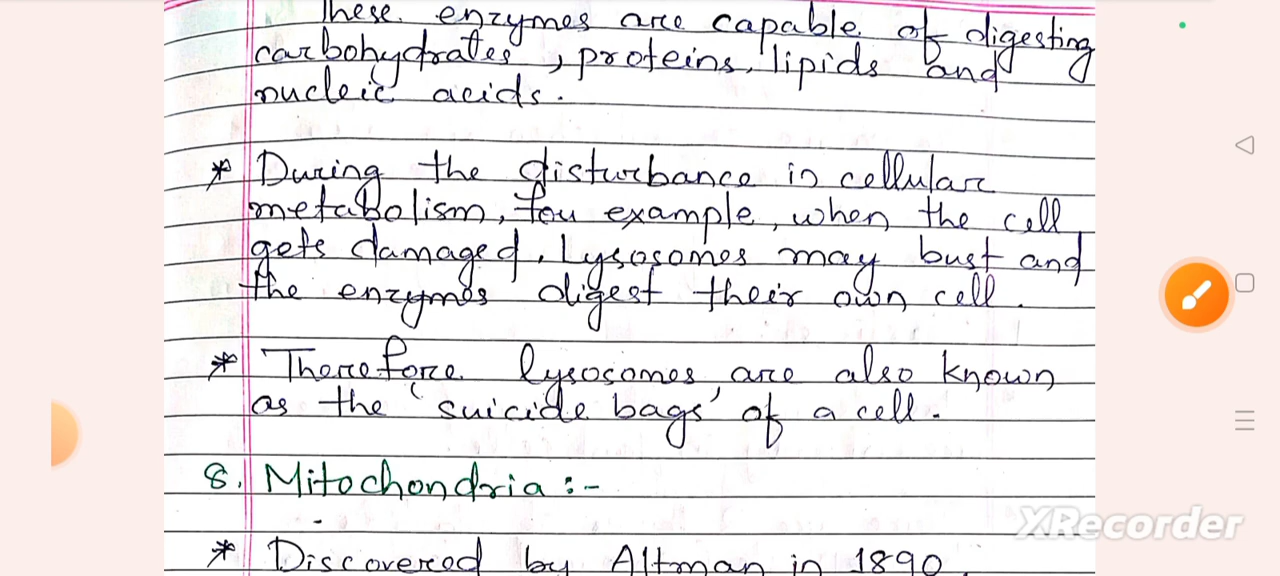 These enzymes are capable of digesting
carbohydrates, proteins, lipids and
nucleic acids.
* During the disturbance in cellular
metabolism, for example, when the cell
gets damaged, Lysosomes may bust and
the enzymes digest their own cell.
* Therefore lysosomes are also known
as the 'suicide bags' of a cell.
8. Mitochondria :-
* Discovered by Altman in 1890.
XRecorder